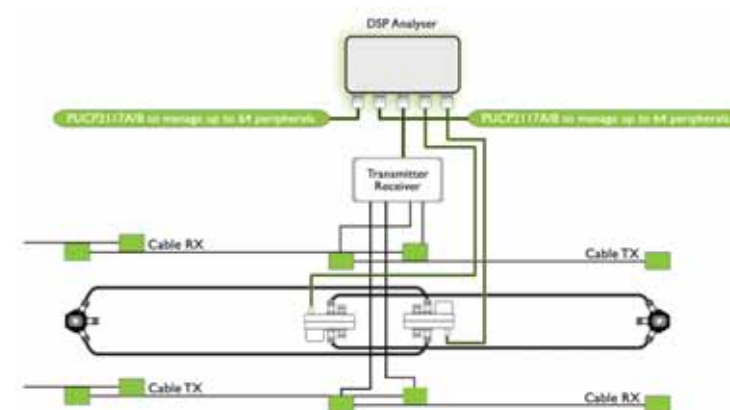 DSP Analyser
PUCP2117A/B to manage up to 64 peripherals
PUCP2117A/B to manage up to 64 peripherals
Transmitter
Receiver
Cable RX
Cable TX
Cable TX
Cable RX